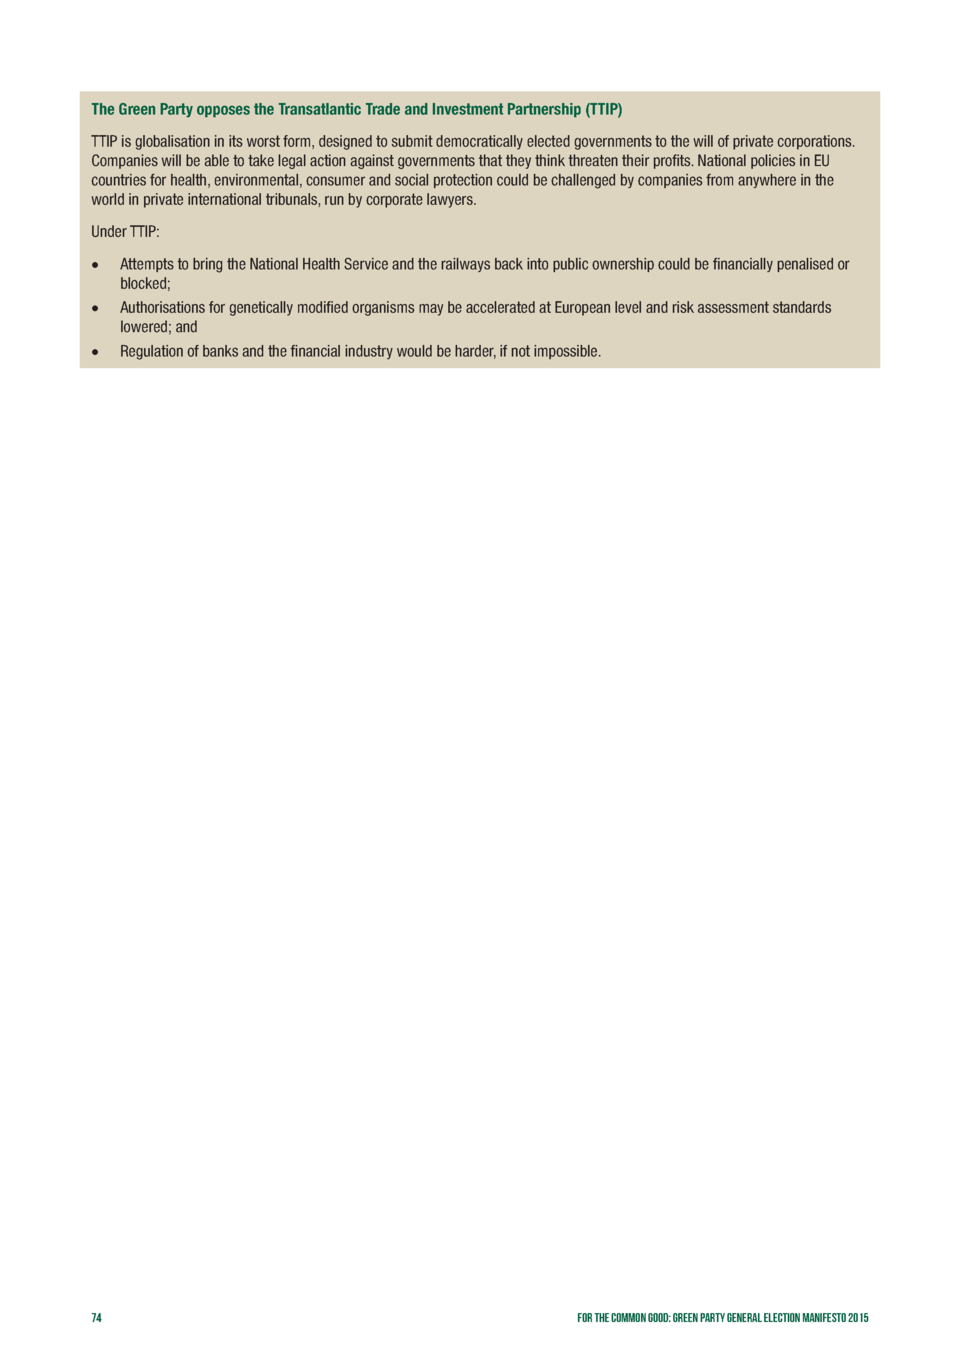 The Green Party opposes the Transatlantic Trade and Investment Partnership (TTIP)
TTIP is globalisation in its worst form, designed to submit democratically elected governments to the will of private corporations.
Companies will be able to take legal action against governments that they think threaten their profits. National policies in EU
countries for health, environmental, consumer and social protection could be challenged by companies from anywhere in the
world in private international tribunals, run by corporate lawyers.
Under TTIP:
• Attempts to bring the National Health Service and the railways back into public ownership could be financially penalised or
blocked;
• Authorisations for genetically modified organisms may be accelerated at European level and risk assessment standards
lowered; and
• Regulation of banks and the financial industry would be harder, if not impossible.
74 FOR THE COMMON GOOD: GREEN PARTY GENERAL ELECTION MANIFESTO 2015